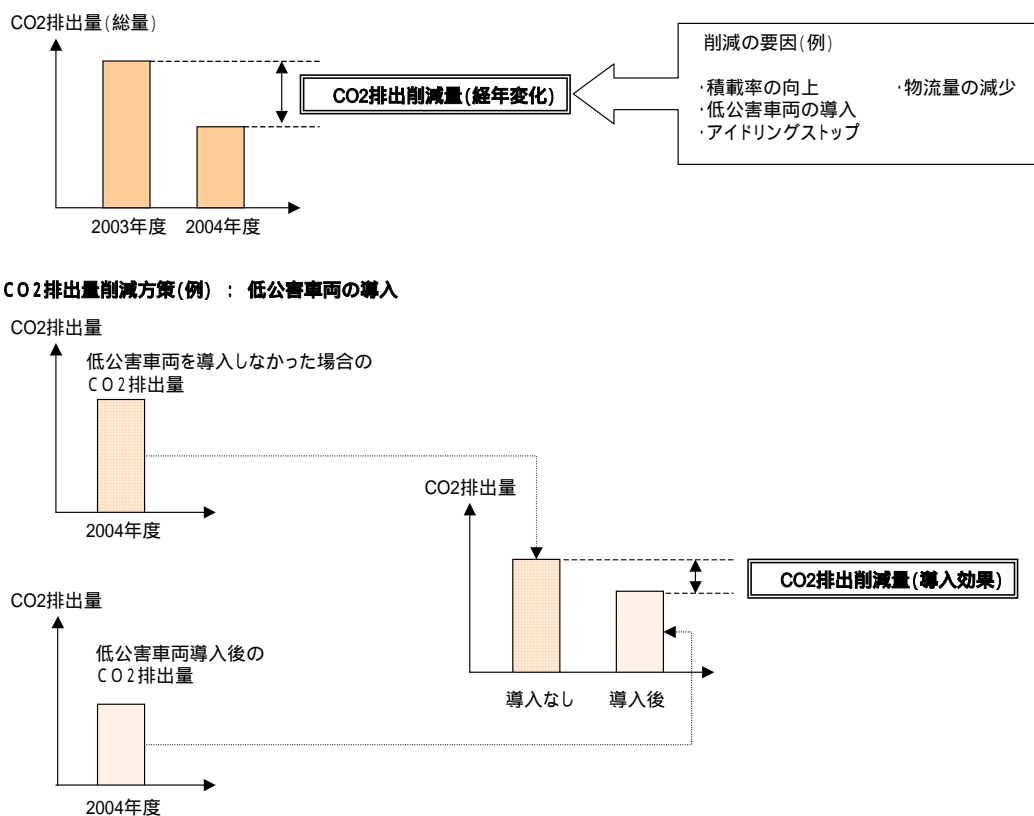 CO2排出量(総量)
削減の要因(例)
CO2排出削減量(経年変化)
･積載率の向上 ･物流量の減少
･低公害車両の導入
･アイドリングストップ
2003年度 2004年度
CO2排出量削減方策(例) : 低公害車両の導入
CO2排出量
低公害車両を導入しなかった場合の
CO2排出量
2004年度
CO2排出量
CO2排出削減量(導入効果)
導入なし 導入後
CO2排出量
低公害車両導入後の
CO2排出量
2004年度